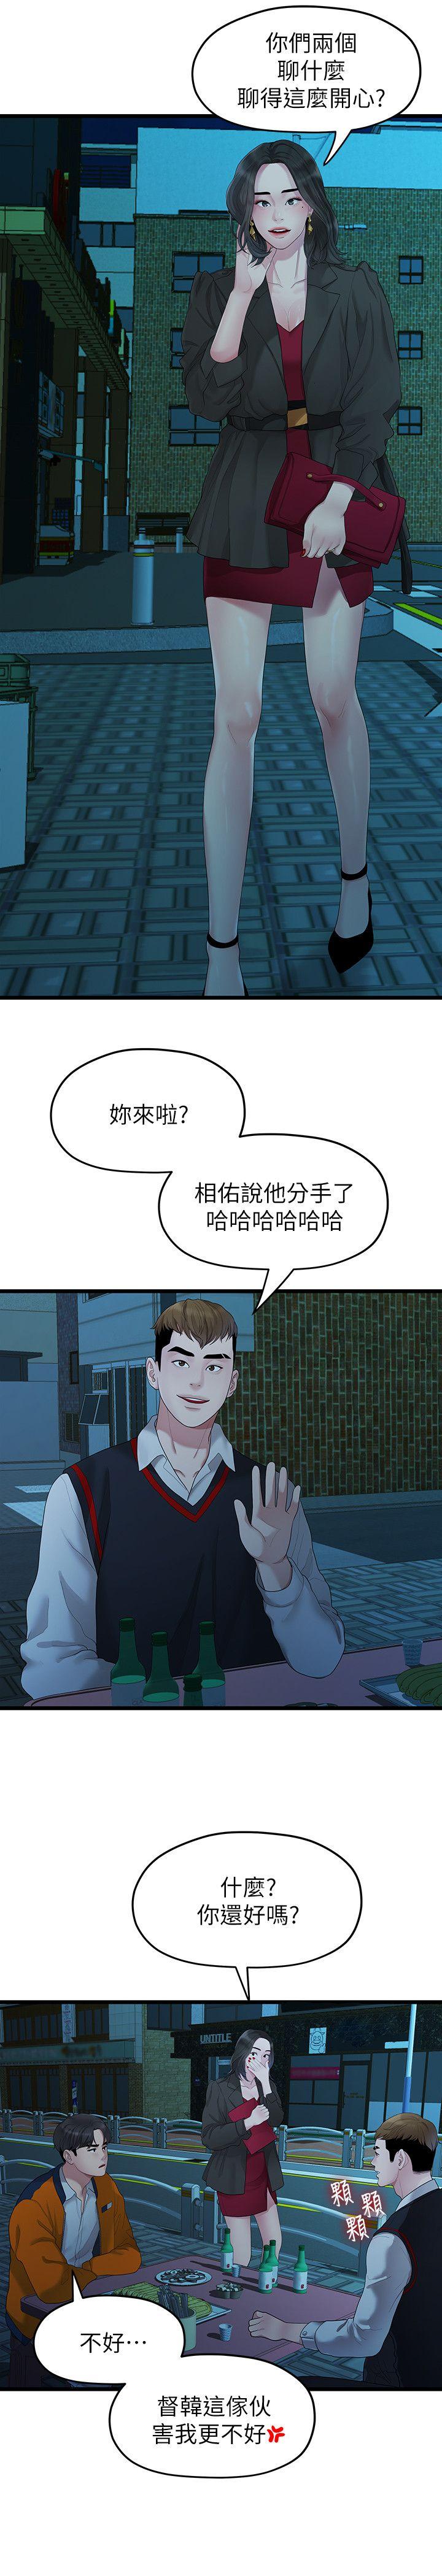 你們兩個
聊什麼
聊得這麼開心?
妳來啦?
相佑說他分手了
哈哈哈哈哈哈
什麼?
你還好嗎?
UNTITLE
顆
顆
顆
不好…
督韓這傢伙
害我更不好